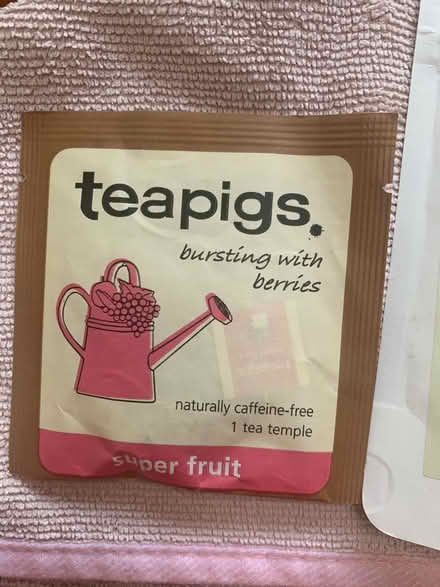 teapigs.
bursting with
berries
naturally caffeine-free
1 tea temple
super fruit